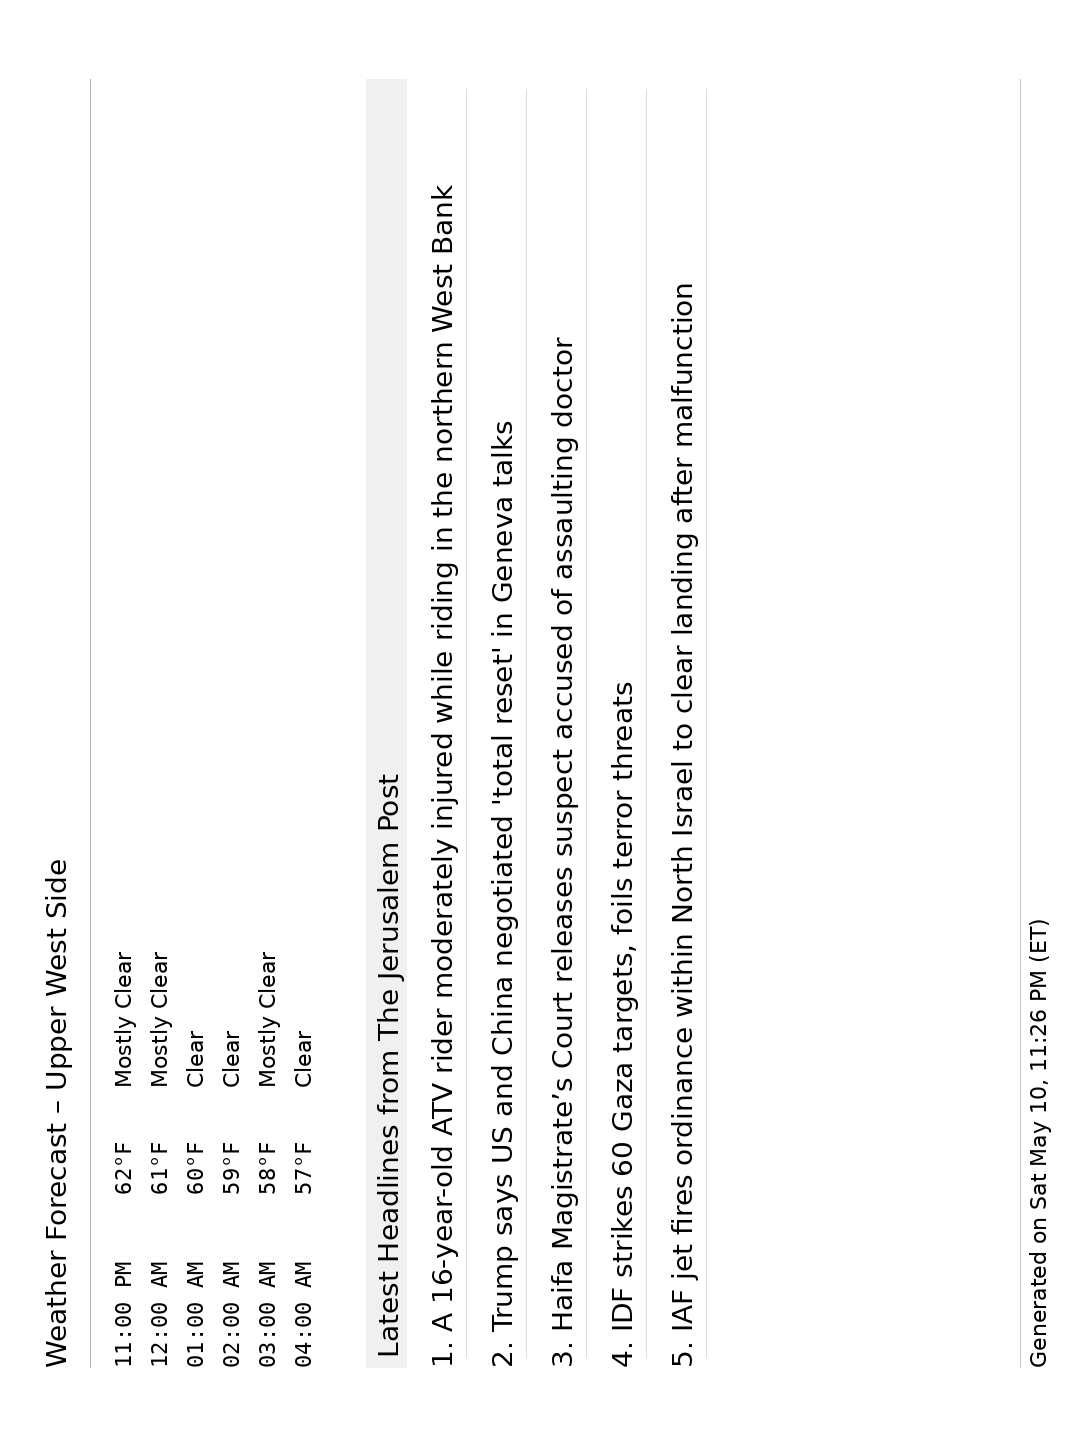 Weather Forecast – Upper West Side
11:00 PM 62°F Mostly Clear
12:00 AM 61°F Mostly Clear
01:00 AM 60°F Clear
02:00 AM 59°F Clear
03:00 AM 58°F Mostly Clear
04:00 AM 57°F Clear
Latest Headlines from The Jerusalem Post
1. A 16-year-old ATV rider moderately injured while riding in the northern West Bank
2. Trump says US and China negotiated 'total reset' in Geneva talks
3. Haifa Magistrate’s Court releases suspect accused of assaulting doctor
4. IDF strikes 60 Gaza targets, foils terror threats
5. IAF jet fires ordinance within North Israel to clear landing after malfunction
Generated on Sat May 10, 11:26 PM (ET)